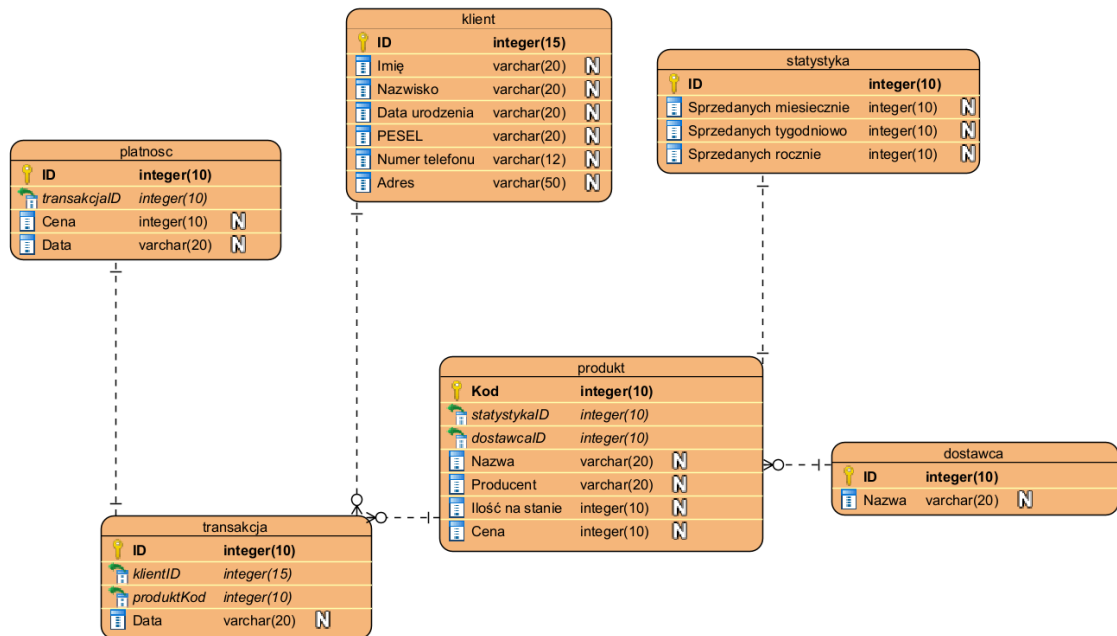 klient
ID integer(15)
Imię varchar(20) N
Nazwisko varchar(20) N
Data urodzenia varchar(20) N
PESEL varchar(20) N
Numer telefonu varchar(12) N
Adres varchar(50) N
statystyka
ID integer(10)
Sprzedanych miesiecznie integer(10) N
Sprzedanych tygodniowo integer(10) N
Sprzedanych rocznie integer(10) N
platnosc
ID integer(10)
transakcjaID integer(10)
Cena integer(10) N
Data varchar(20) N
produkt
Kod integer(10)
statystykaID integer(10)
dostawcaID integer(10)
Nazwa varchar(20) N
Producent varchar(20) N
Ilość na stanie integer(10) N
Cena integer(10) N
dostawca
ID integer(10)
Nazwa varchar(20) N
transakcja
ID integer(10)
klientID integer(15)
produktKod integer(10)
Data varchar(20) N